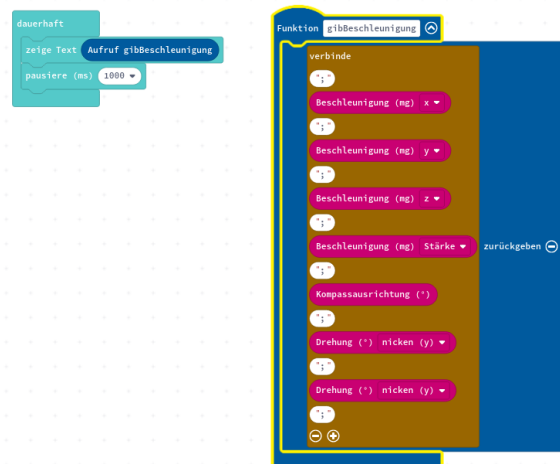 dauerhaft
zeige Text Aufruf gibBeschleunigung
pausiere (ms) 1000
Funktion gibBeschleunigung
verbinde
";"
Beschleunigung (mg) x
";"
Beschleunigung (mg) y
";"
Beschleunigung (mg) z
";"
Beschleunigung (mg) Stärke zurückgeben
";"
Kompassausrichtung (°)
";"
Drehung (°) nicken (y)
";"
Drehung (°) nicken (y)
";"